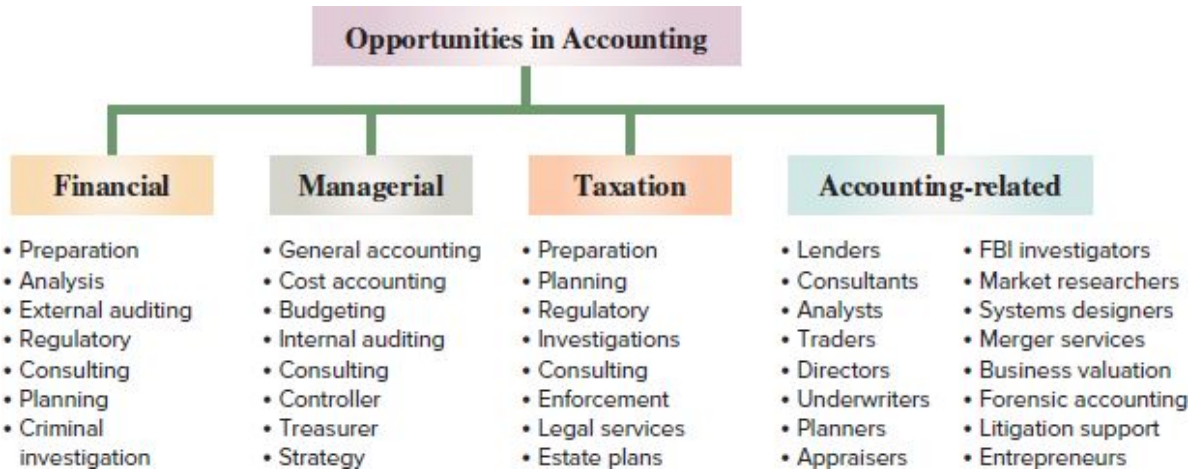 Opportunities in Accounting
Financial
• Preparation
• Analysis
• External auditing
• Regulatory
• Consulting
• Planning
• Criminal
investigation
Managerial
• General accounting
• Cost accounting
• Budgeting
• Internal auditing
• Consulting
• Controller
• Treasurer
• Strategy
Taxation
• Preparation
• Planning
• Regulatory
• Investigations
• Consulting
• Enforcement
• Legal services
• Estate plans
Accounting-related
• Lenders
• Consultants
• Analysts
• Traders
• Directors
• Underwriters
• Planners
• Appraisers
• FBI investigators
• Market researchers
• Systems designers
• Merger services
• Business valuation
• Forensic accounting
• Litigation support
• Entrepreneurs